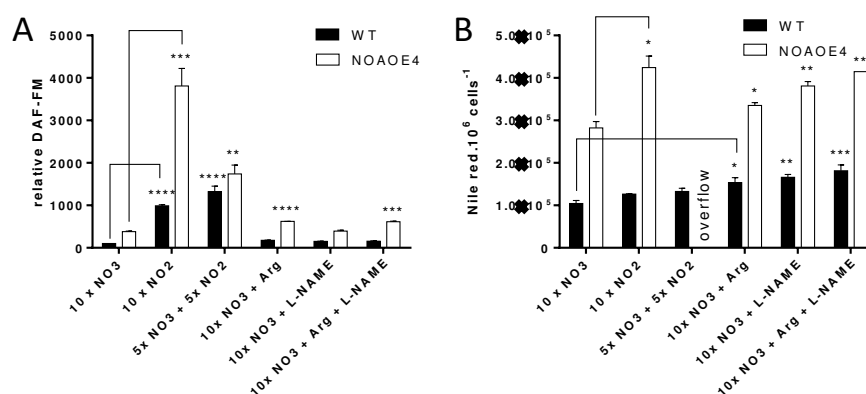 A
WT
NOAOE4
relative DAF-FM
5000
4000
3000
2000
1000
0
****
***
****
**
****
***
10 x NO3
10 x NO2
5x NO3 + 5x NO2
10x NO3 + Arg
10x NO3 + L-NAME
10x NO3 + Arg + L-NAME
B
WT
NOAOE4
Nile red.10⁶ cells⁻¹
5.0×10⁵
4.0×10⁵
3.0×10⁵
2.0×10⁵
1.0×10⁵
0
*
overflow
*
*
**
**
***
**
10 x NO3
10 x NO2
5x NO3 + 5x NO2
10x NO3 + Arg
10x NO3 + L-NAME
10x NO3 + Arg + L-NAME